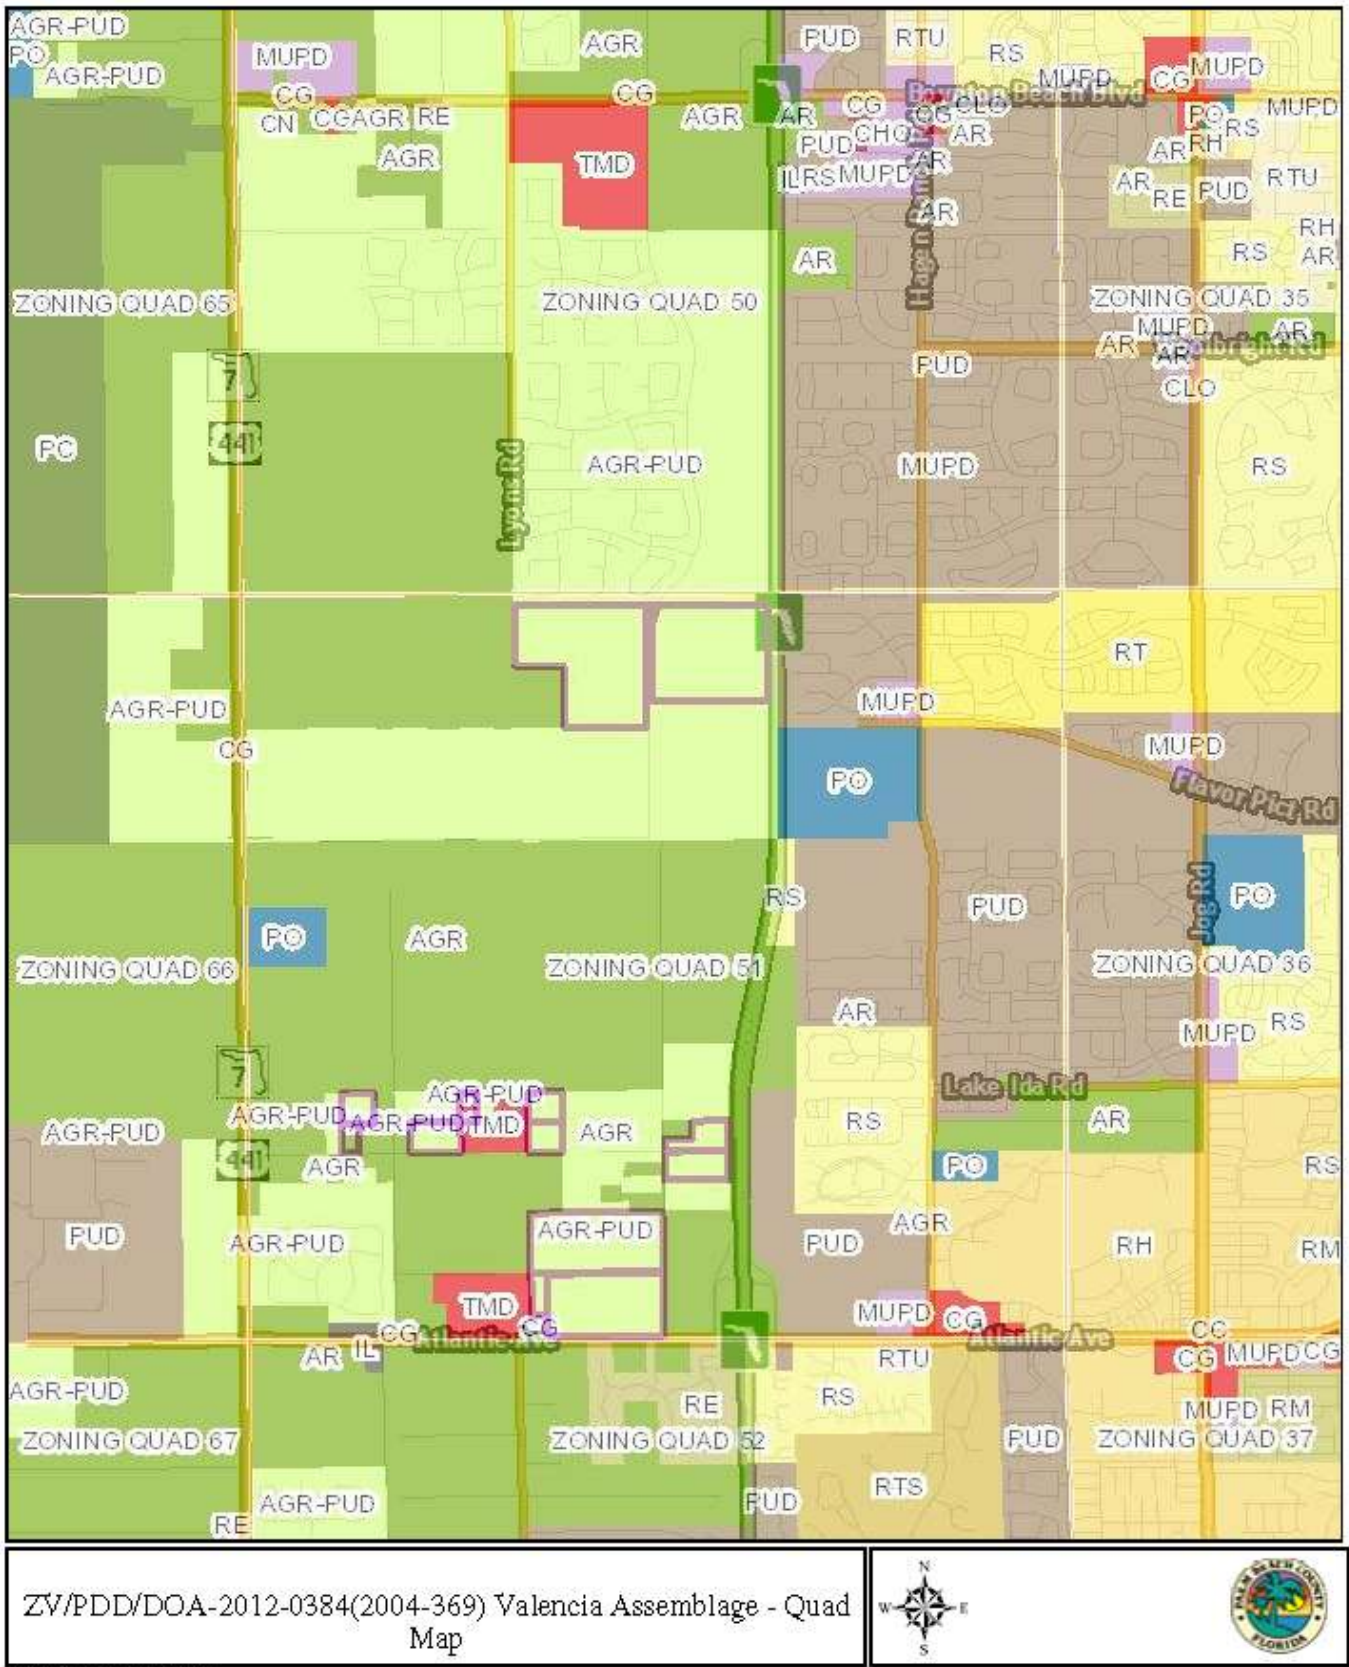 AGR-PUD
PO
AGR-PUD
MUPD
AGR
PUD
RTU
RS
MUPD
CG
MUPD
CG
CG
CN
CG
AGR
RE
AGR
AGR
TMD
AR
CG
Boynton Beach Blvd
CLO
CG
PUD
CHO
AR
AR
IL
RS
MUPD
AR
PO
RS
MUPD
RH
AR
AR
RE
PUD
RTU
RH
RS
AR
AR
ZONING QUAD 65
ZONING QUAD 50
ZONING QUAD 35
MUPD
AR
AR
AR
PUD
CLO
7
441
PC
Lyons Rd
AGR-PUD
MUPD
RS
RT
MUPD
AGR-PUD
CG
MUPD
PO
Flavor Pict Rd
Jog Rd
RS
PUD
PO
PO
AGR
ZONING QUAD 66
ZONING QUAD 51
ZONING QUAD 36
AR
MUPD
RS
7
Lake Ida Rd
AGR-PUD
AGR-PUD
AGR-PUD
AGR-PUD
TMD
AGR
RS
AR
441
AGR
PO
RS
PUD
AGR-PUD
AGR-PUD
AGR
PUD
RH
RM
TMD
MUPD
CG
CG
CG
Atlantic Ave
Atlantic Ave
CC
AR
IL
RTU
CG
MUPD
CG
AGR-PUD
RE
RS
MUPD
RM
ZONING QUAD 67
ZONING QUAD 52
PUD
ZONING QUAD 37
AGR-PUD
RE
PUD
RTS
ZV/PDD/DOA-2012-0384(2004-369) Valencia Assemblage - Quad
Map
N
W
E
S
PALM BEACH COUNTY
FLORIDA